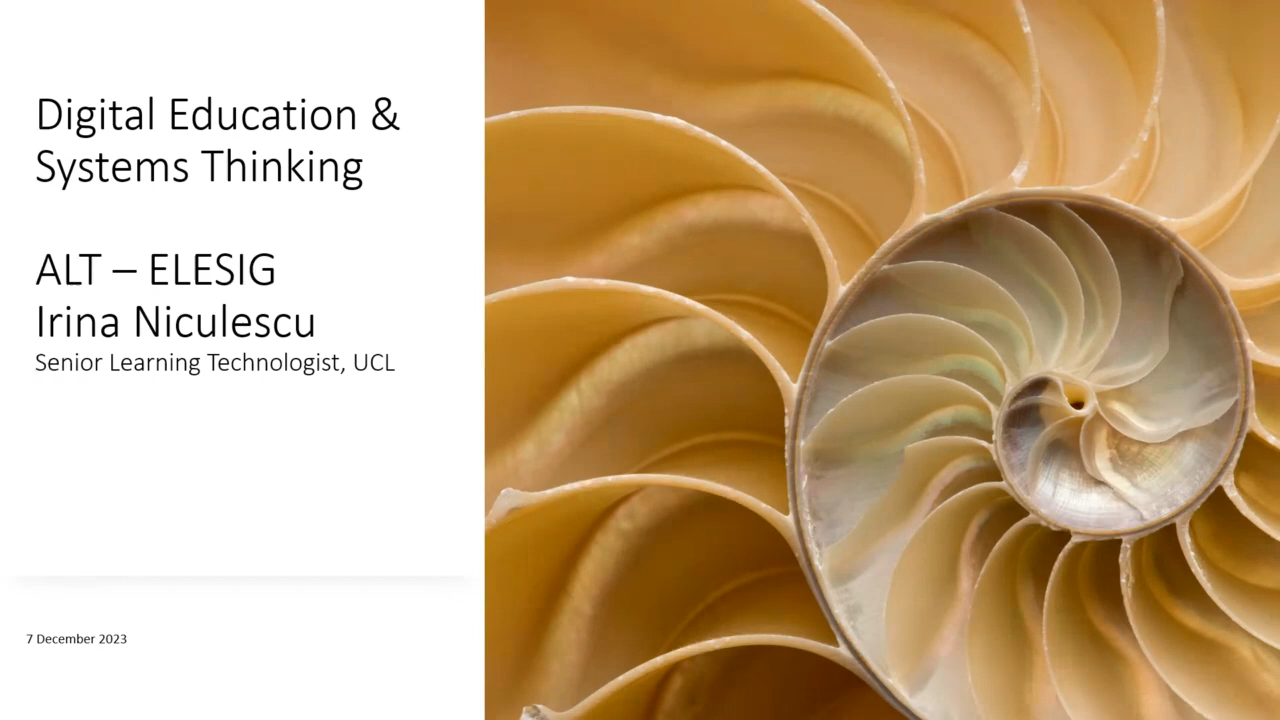 Digital Education &
Systems Thinking
ALT – ELESIG
Irina Niculescu
Senior Learning Technologist, UCL
7 December 2023